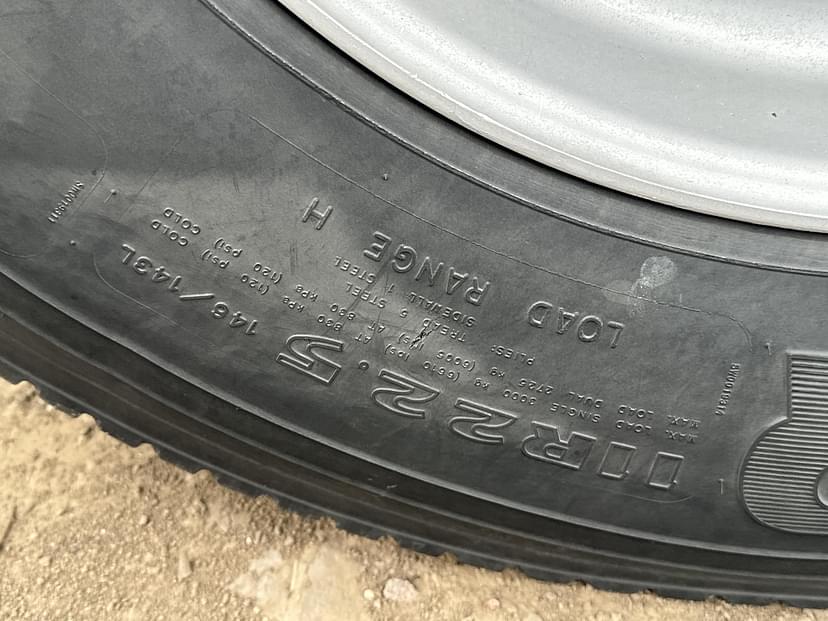 11R22.5 146/143L
MAX. LOAD SINGLE 3000 kg (6610 lbs) AT 830 kPa (120 PSI) COLD
MAX. LOAD DUAL 2725 kg (6005 lbs) AT 830 kPa (120 PSI) COLD
PLIES: TREAD 5 STEEL
SIDEWALL 1 STEEL
LOAD RANGE H